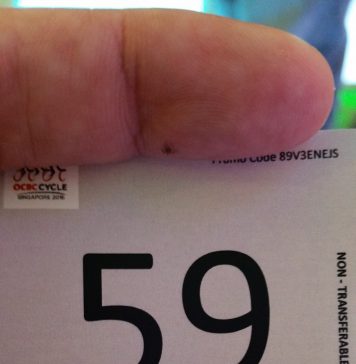 Promo Code 89V3ENEJS
OCBC CYCLE
SINGAPORE 2016
59
NON - TRANSFERABLE